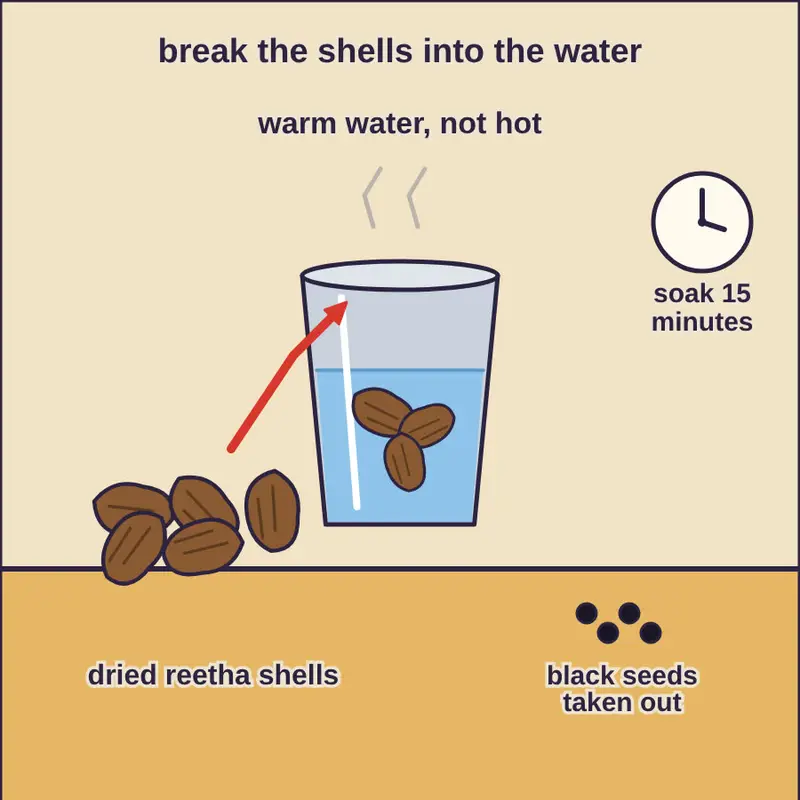 break the shells into the water
warm water, not hot
soak 15
minutes
dried reetha shells
black seeds
taken out